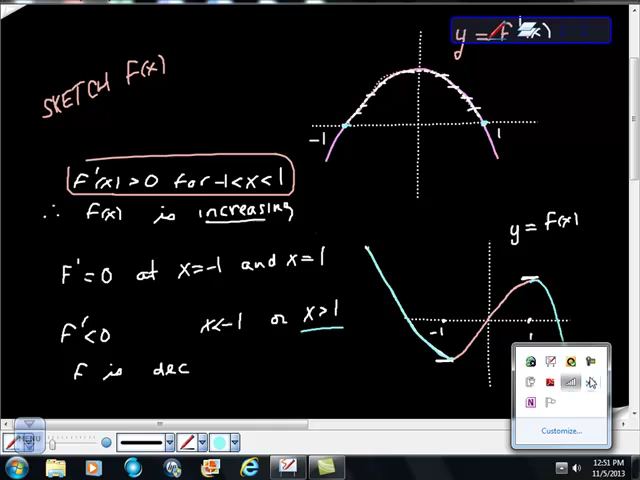 SKETCH F(x)
y = F'(x)
-1 1
F'(x) > 0 for -1 < x < 1
∴ F(x) is increasing
F' = 0 at x = -1 and x = 1
F' < 0 x < -1 or x > 1
F is dec
y = F(x)
-1 1
Customize...
MENU
12:51 PM
11/5/2013